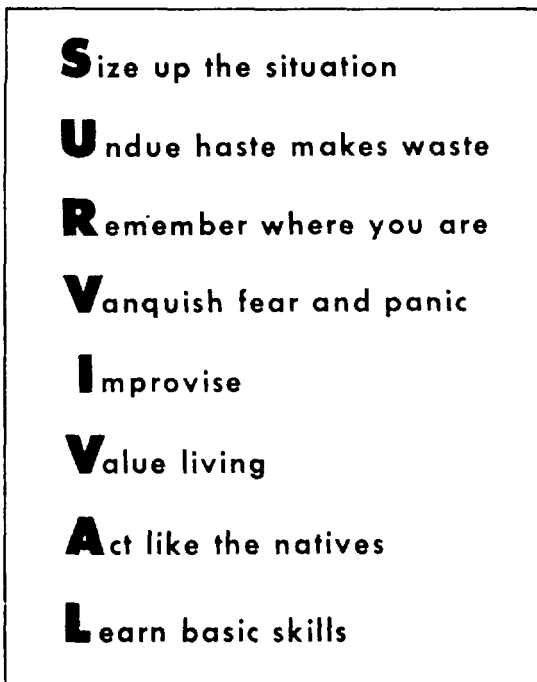 Size up the situation
Undue haste makes waste
Remember where you are
Vanquish fear and panic
Improvise
Value living
Act like the natives
Learn basic skills